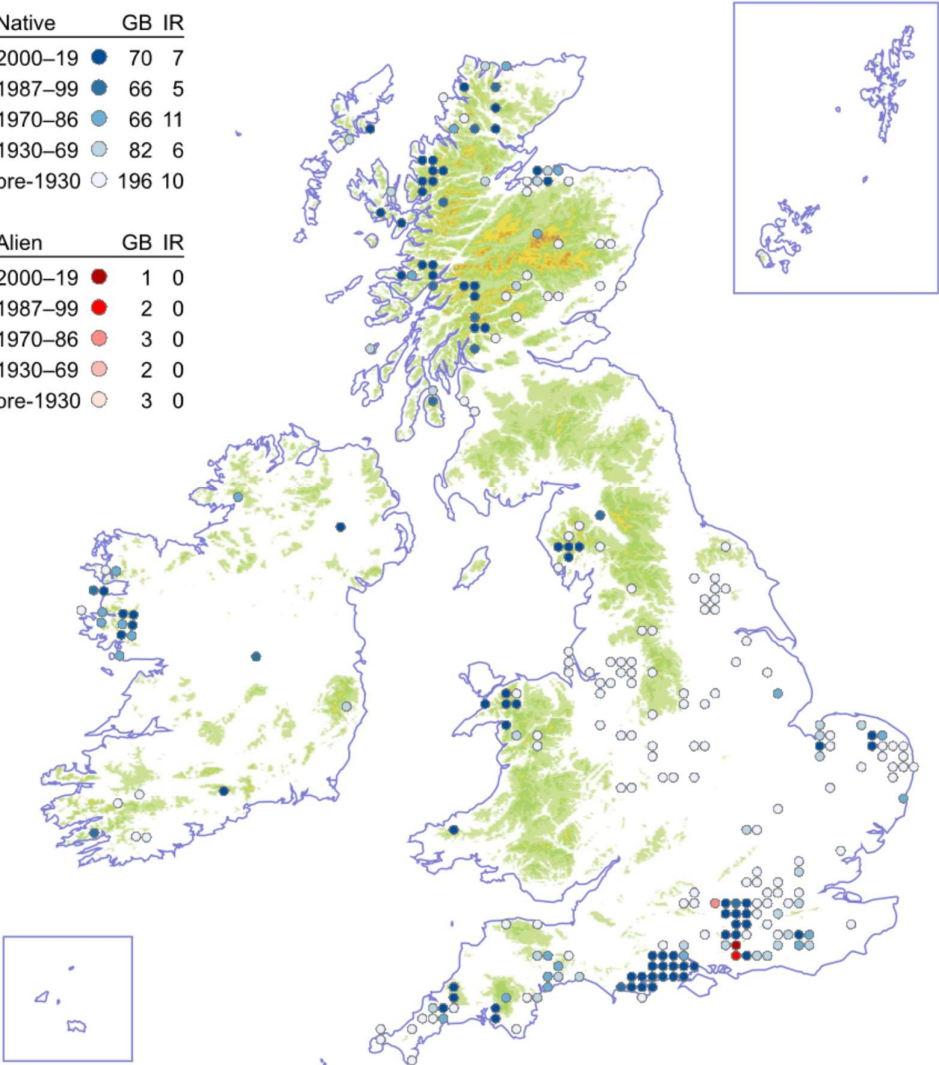 Native GB IR
2000–19 70 7
1987–99 66 5
1970–86 66 11
1930–69 82 6
pre-1930 196 10
Alien GB IR
2000–19 1 0
1987–99 2 0
1970–86 3 0
1930–69 2 0
pre-1930 3 0